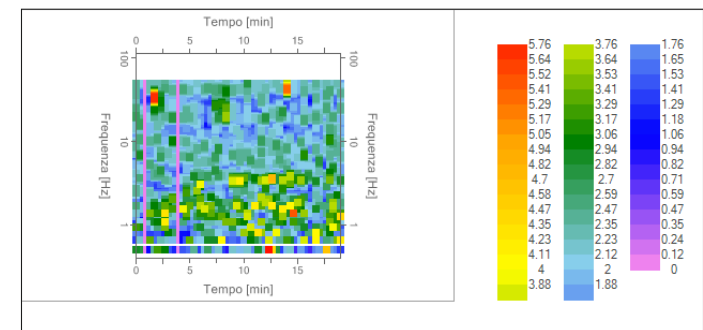 Tempo [min]
0 5 10 15
100 100
Frequenza [Hz] Frequenza [Hz]
10 10
1 1
0 5 10 15
Tempo [min]
5.76 3.76 1.76
5.64 3.64 1.65
5.52 3.53 1.53
5.41 3.41 1.41
5.29 3.29 1.29
5.17 3.17 1.18
5.05 3.06 1.06
4.94 2.94 0.94
4.82 2.82 0.82
4.7 2.7 0.71
4.58 2.59 0.59
4.47 2.47 0.47
4.35 2.35 0.35
4.23 2.23 0.24
4.11 2.12 0.12
4 2 0
3.88 1.88